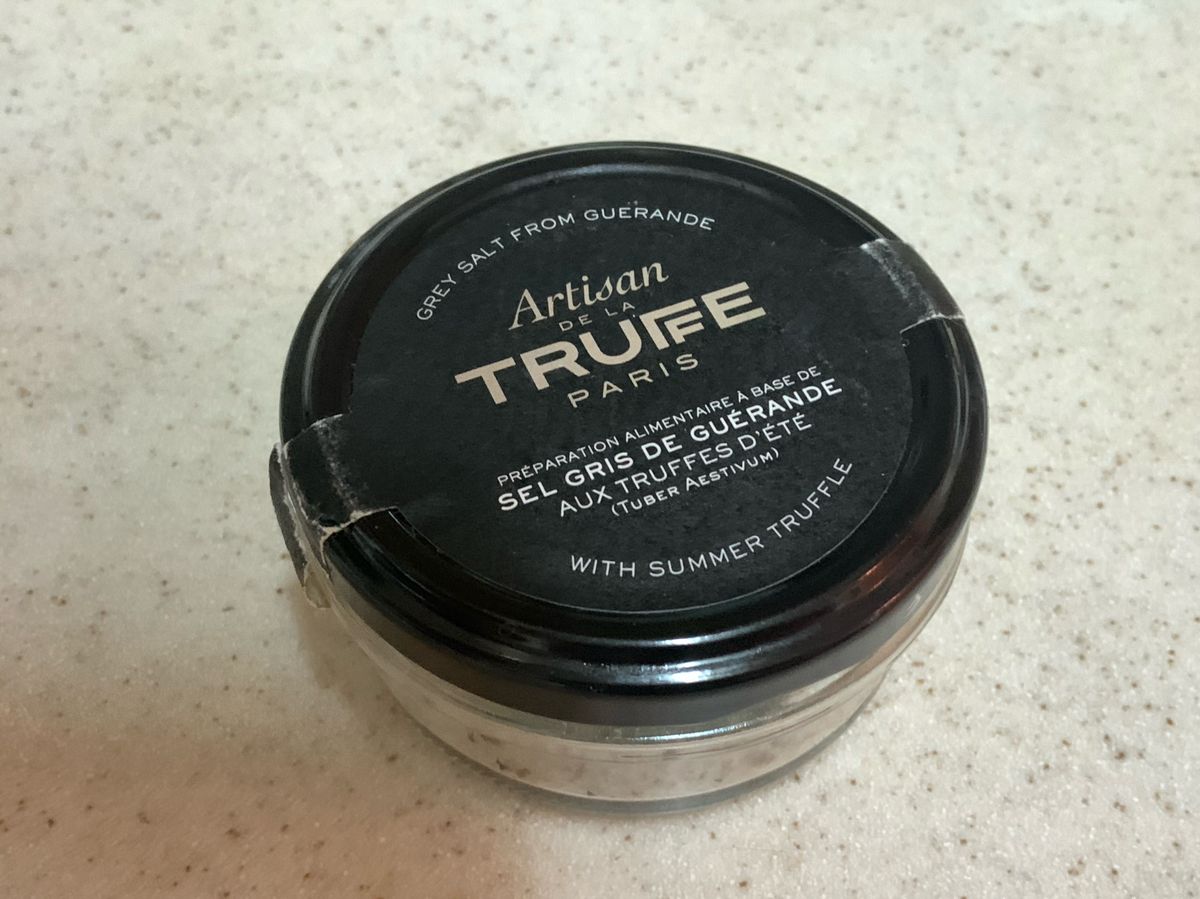 GREY SALT FROM GUERANDE
Artisan
DE LA
TRUFFE
PARIS
PRÉPARATION ALIMENTAIRE À BASE DE
SEL GRIS DE GUÉRANDE
AUX TRUFFES D'ÉTÉ
(TUBER AESTIVUM)
WITH SUMMER TRUFFLE